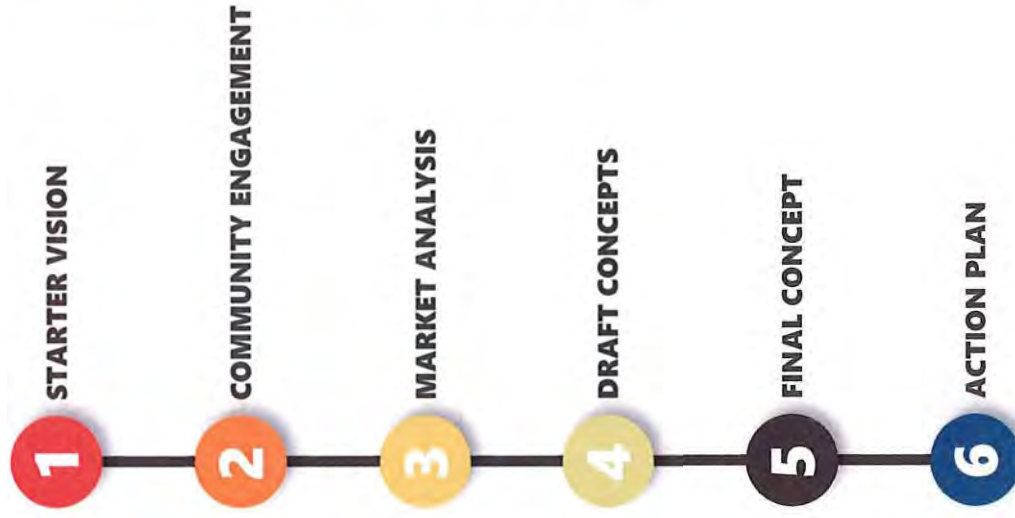 1
STARTER VISION
2
COMMUNITY ENGAGEMENT
3
MARKET ANALYSIS
4
DRAFT CONCEPTS
5
FINAL CONCEPT
6
ACTION PLAN